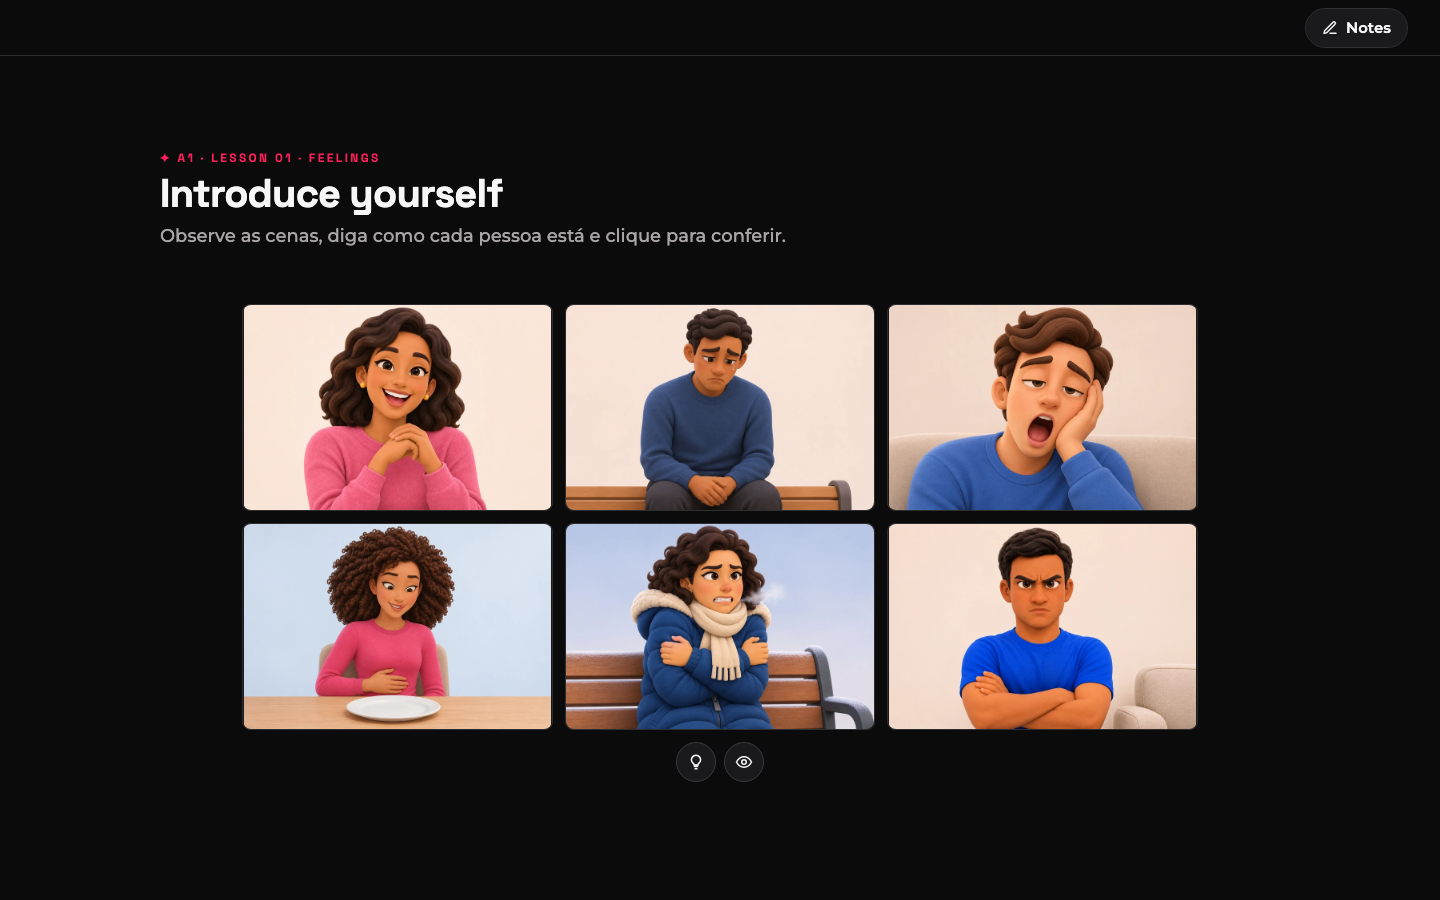 Notes
✦ A1 · LESSON 01 · FEELINGS
Introduce yourself
Observe as cenas, diga como cada pessoa está e clique para conferir.